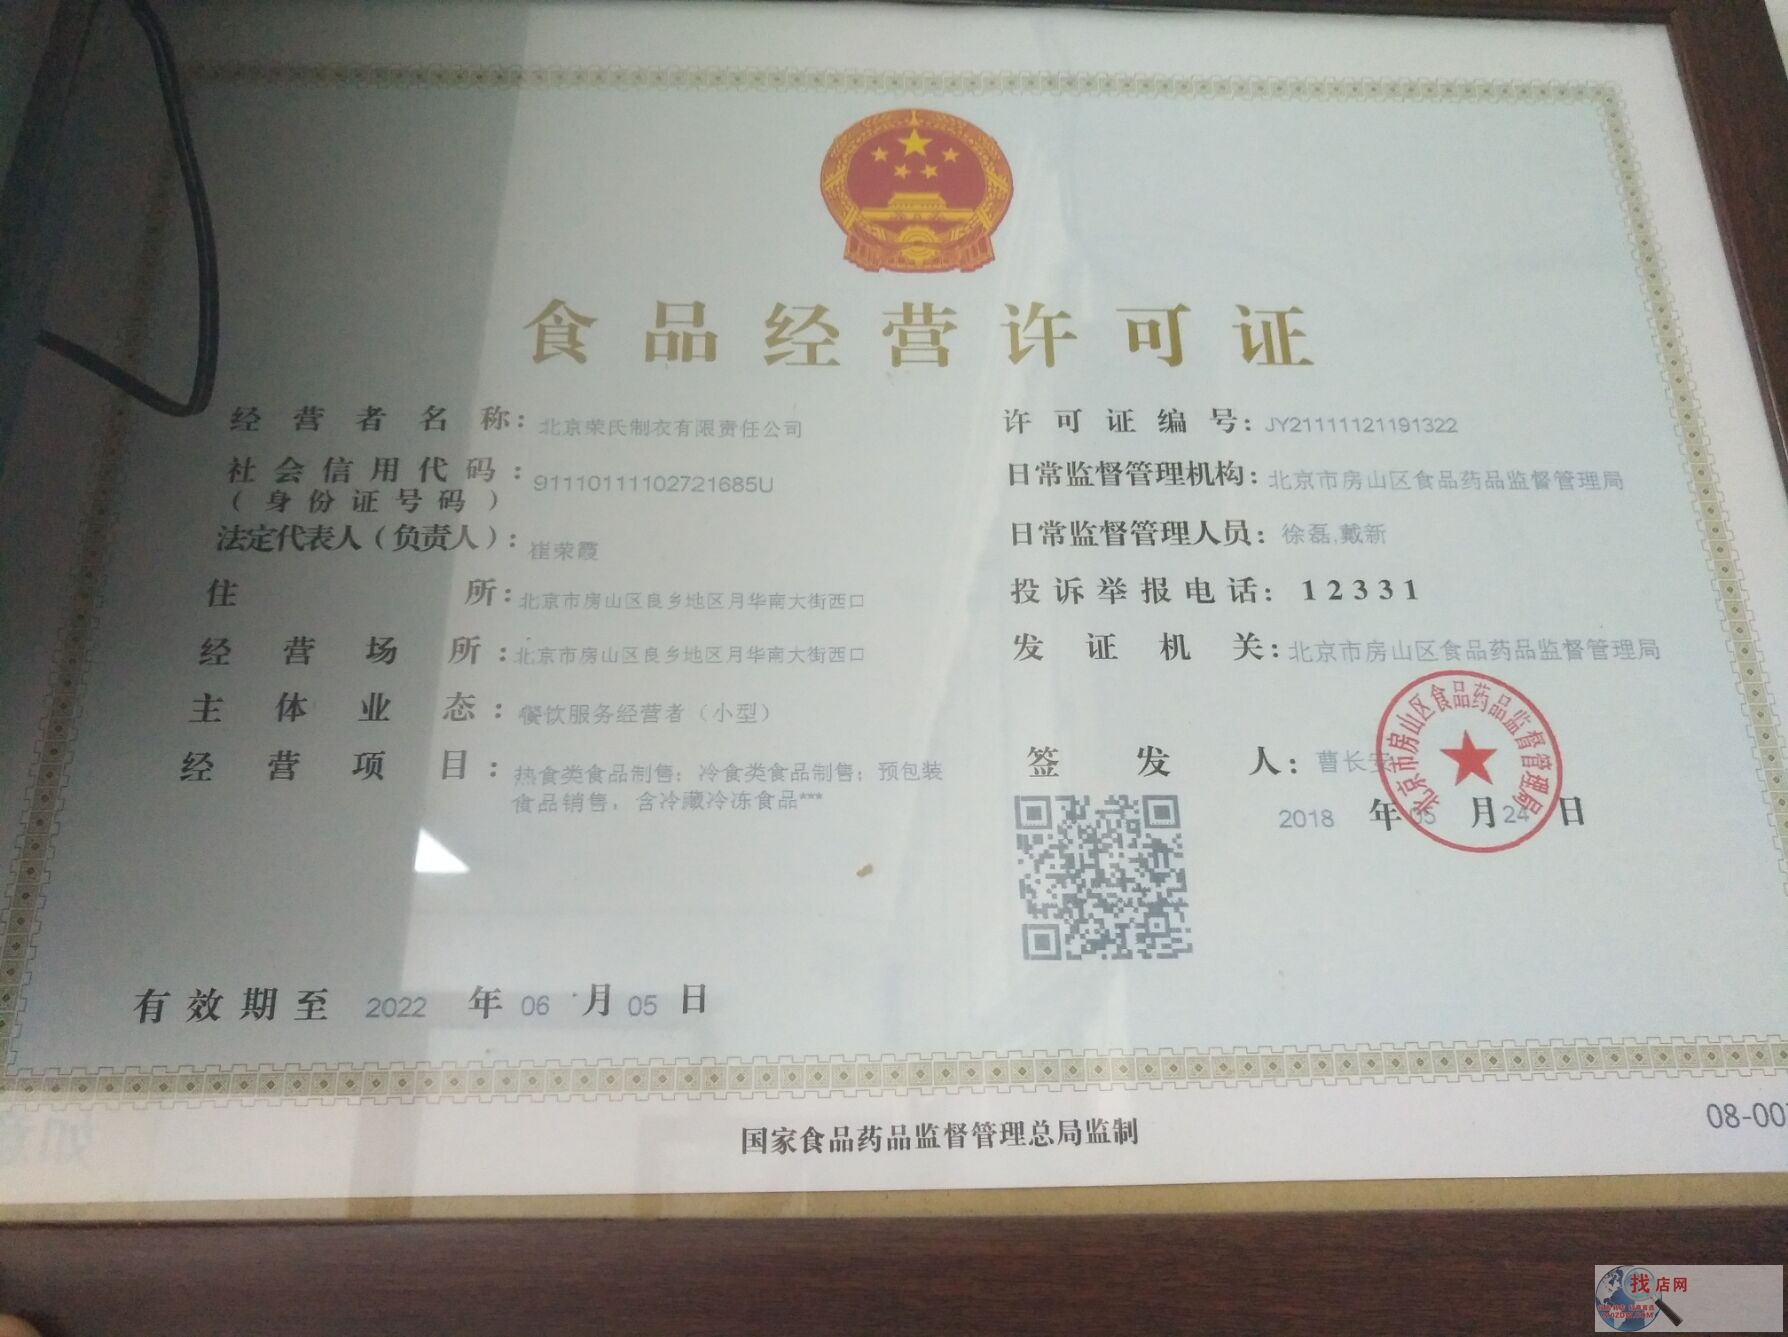 食品经营许可证
经营者名称：北京荣氏制衣有限责任公司
社会信用代码：91110111102721685U
（身份证号码）
法定代表人（负责人）：崔荣霞
住所：北京市房山区良乡地区月华南大街西口
经营场所：北京市房山区良乡地区月华南大街西口
主体业态：餐饮服务经营者（小型）
经营项目：热食类食品制售；冷食类食品制售；预包装
食品销售，含冷藏冷冻食品***
许可证编号：JY21111121191322
日常监督管理机构：北京市房山区食品药品监督管理局
日常监督管理人员：徐磊,戴新
投诉举报电话：12331
发证机关：北京市房山区食品药品监督管理局
签发人：曹长安
北京市房山区食品药品监督管理局
2018 年 05 月 24 日
有效期至 2022 年 06 月 05 日
国家食品药品监督管理总局监制
08-00
找店网